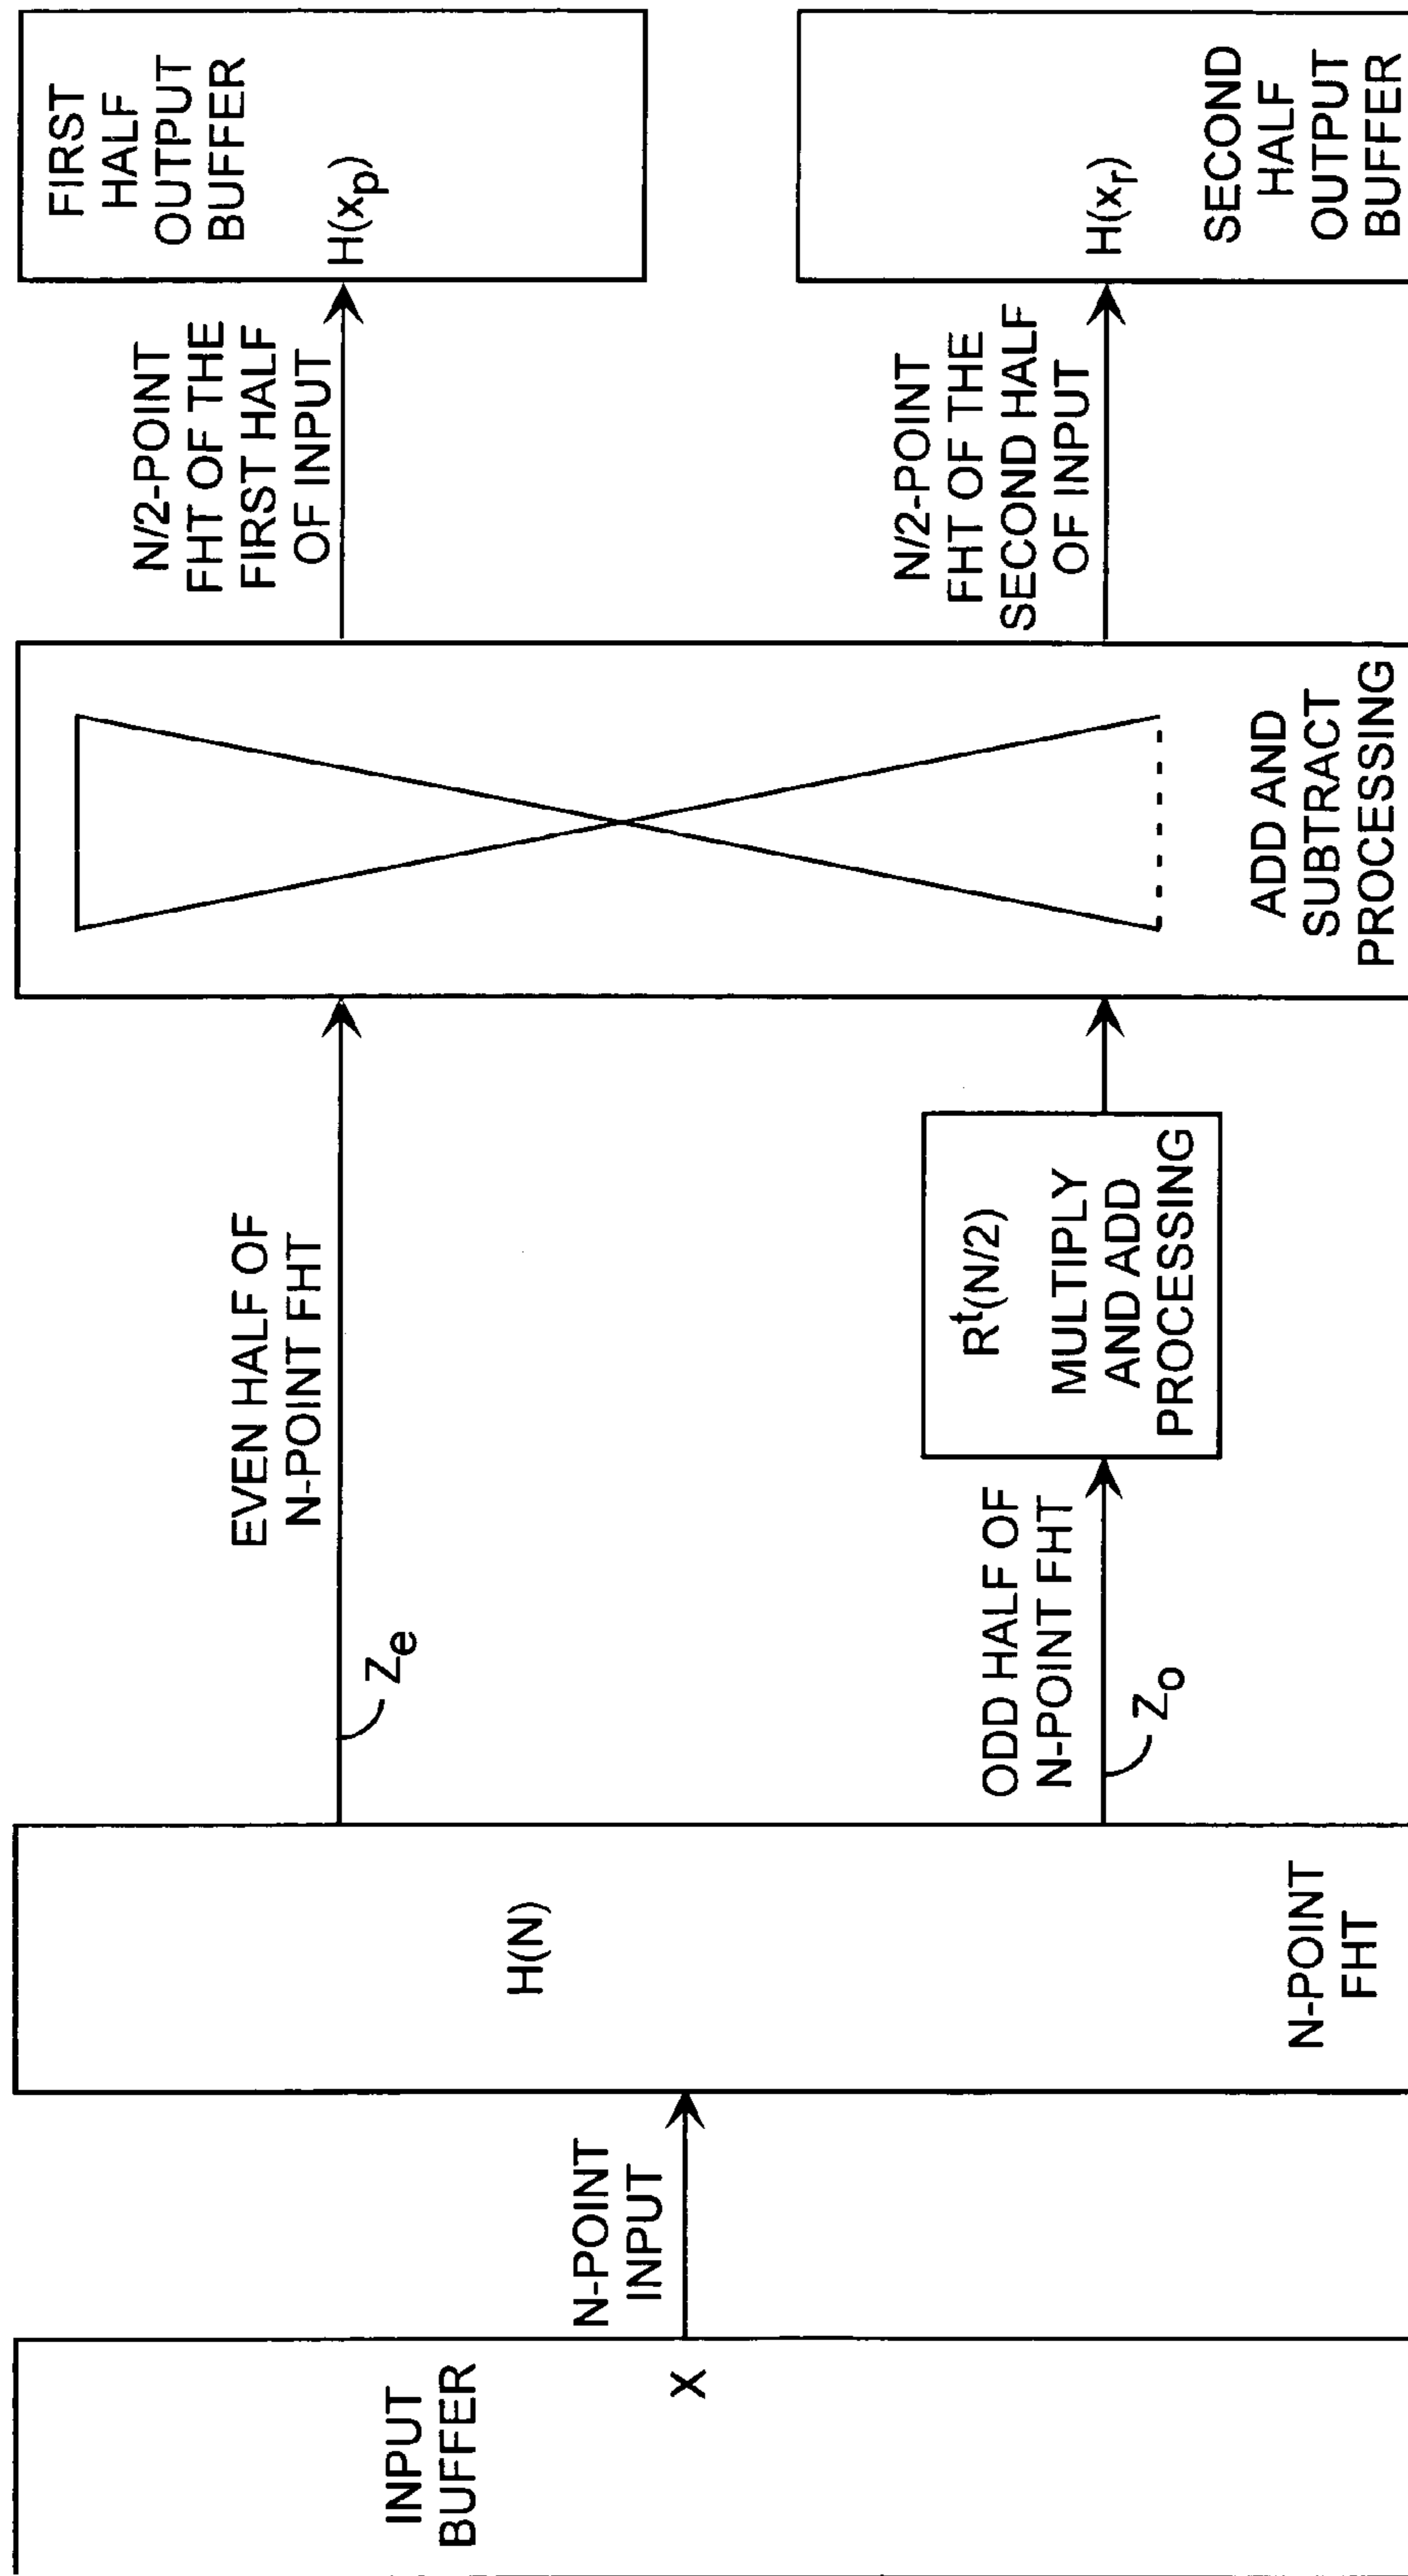 INPUT
BUFFER
X
N-POINT
INPUT
H(N)
N-POINT
FHT
EVEN HALF OF
N-POINT FHT
Ze
ODD HALF OF
N-POINT FHT
Zo
Rt(N/2)
MULTIPLY
AND ADD
PROCESSING
ADD AND
SUBTRACT
PROCESSING
N/2-POINT
FHT OF THE
FIRST HALF
OF INPUT
N/2-POINT
FHT OF THE
SECOND HALF
OF INPUT
FIRST
HALF
OUTPUT
BUFFER
H(xp)
H(xr)
SECOND
HALF
OUTPUT
BUFFER